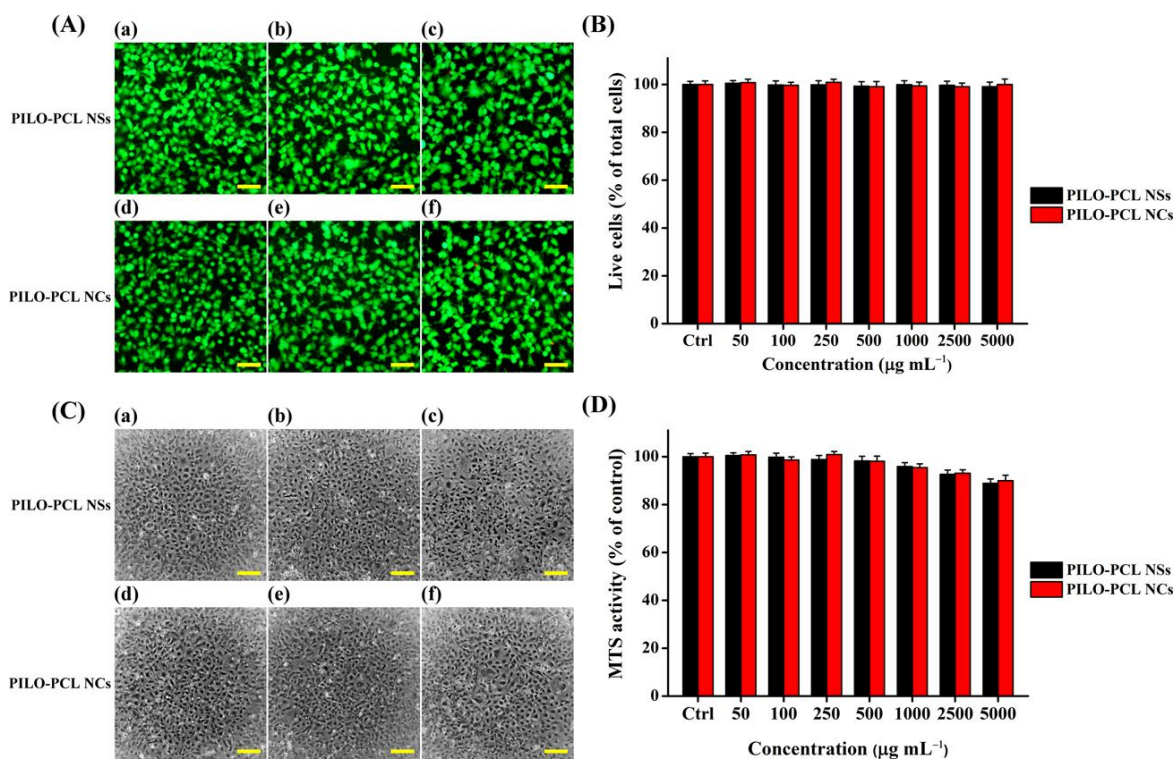 (A)
(a) (b) (c)
PILO-PCL NSs
(d) (e) (f)
PILO-PCL NCs
(B)
Live cells (% of total cells)
100
80
60
40
20
0
Ctrl 50 100 250 500 1000 2500 5000
Concentration (μg mL⁻¹)
PILO-PCL NSs
PILO-PCL NCs
(C)
(a) (b) (c)
PILO-PCL NSs
(d) (e) (f)
PILO-PCL NCs
(D)
MTS activity (% of control)
100
80
60
40
20
0
Ctrl 50 100 250 500 1000 2500 5000
Concentration (μg mL⁻¹)
PILO-PCL NSs
PILO-PCL NCs